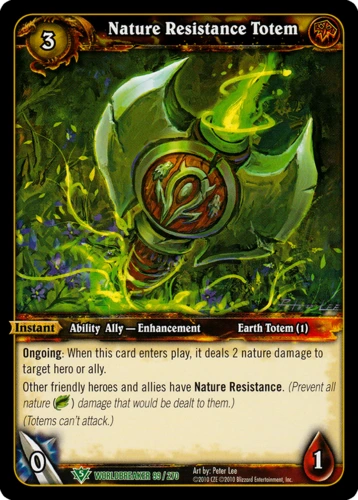 3
Nature Resistance Totem
Instant Ability Ally—Enhancement Earth Totem (1)
Ongoing: When this card enters play, it deals 2 nature damage to
target hero or ally.
Other friendly heroes and allies have Nature Resistance. (Prevent all
nature ( ) damage that would be dealt to them.)
(Totems can't attack.)
0
WORLDBREAKER 99 / 270
Art by: Peter Lee
©2010 CZE ©2010 Blizzard Entertainment, Inc.
1